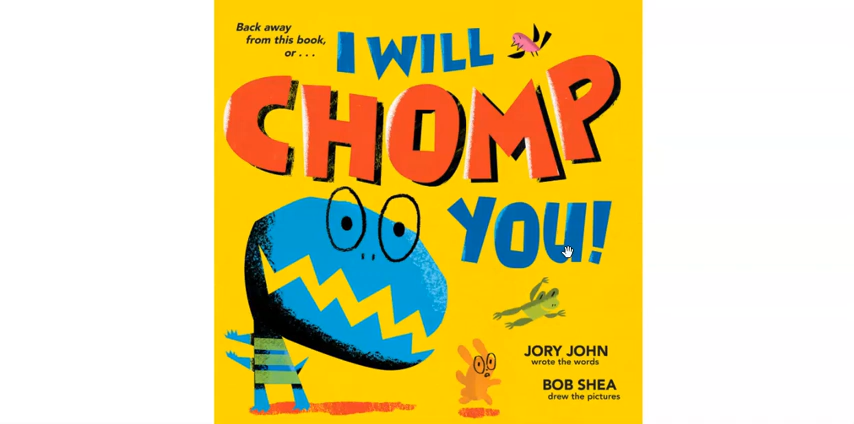 Back away
from this book,
or . . .
I WILL
CHOMP
YOU!
JORY JOHN
wrote the words
BOB SHEA
drew the pictures